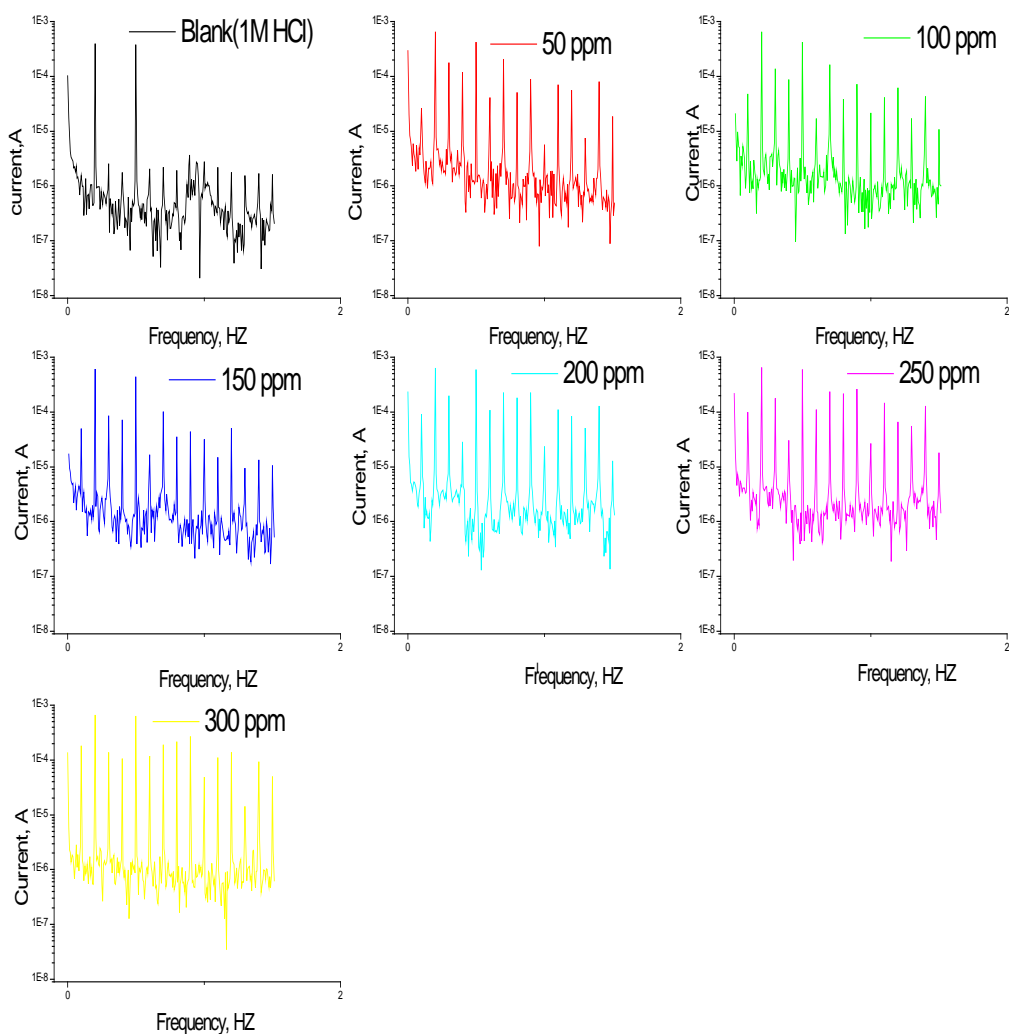 Blank(1M HCl)
1E-3
1E-4
1E-5
1E-6
1E-7
1E-8
current,A
0
2
Frequency, HZ
50 ppm
1E-3
1E-4
1E-5
1E-6
1E-7
1E-8
Current, A
0
2
Frequency, HZ
100 ppm
1E-3
1E-4
1E-5
1E-6
1E-7
1E-8
Current, A
0
2
Frequency, HZ
150 ppm
1E-3
1E-4
1E-5
1E-6
1E-7
1E-8
Current, A
0
2
Frequency, HZ
200 ppm
1E-3
1E-4
1E-5
1E-6
1E-7
1E-8
Current, A
0
2
Frequency, HZ
250 ppm
1E-3
1E-4
1E-5
1E-6
1E-7
1E-8
Current, A
0
2
Frequency, HZ
300 ppm
1E-3
1E-4
1E-5
1E-6
1E-7
1E-8
Current, A
0
2
Frequency, HZ